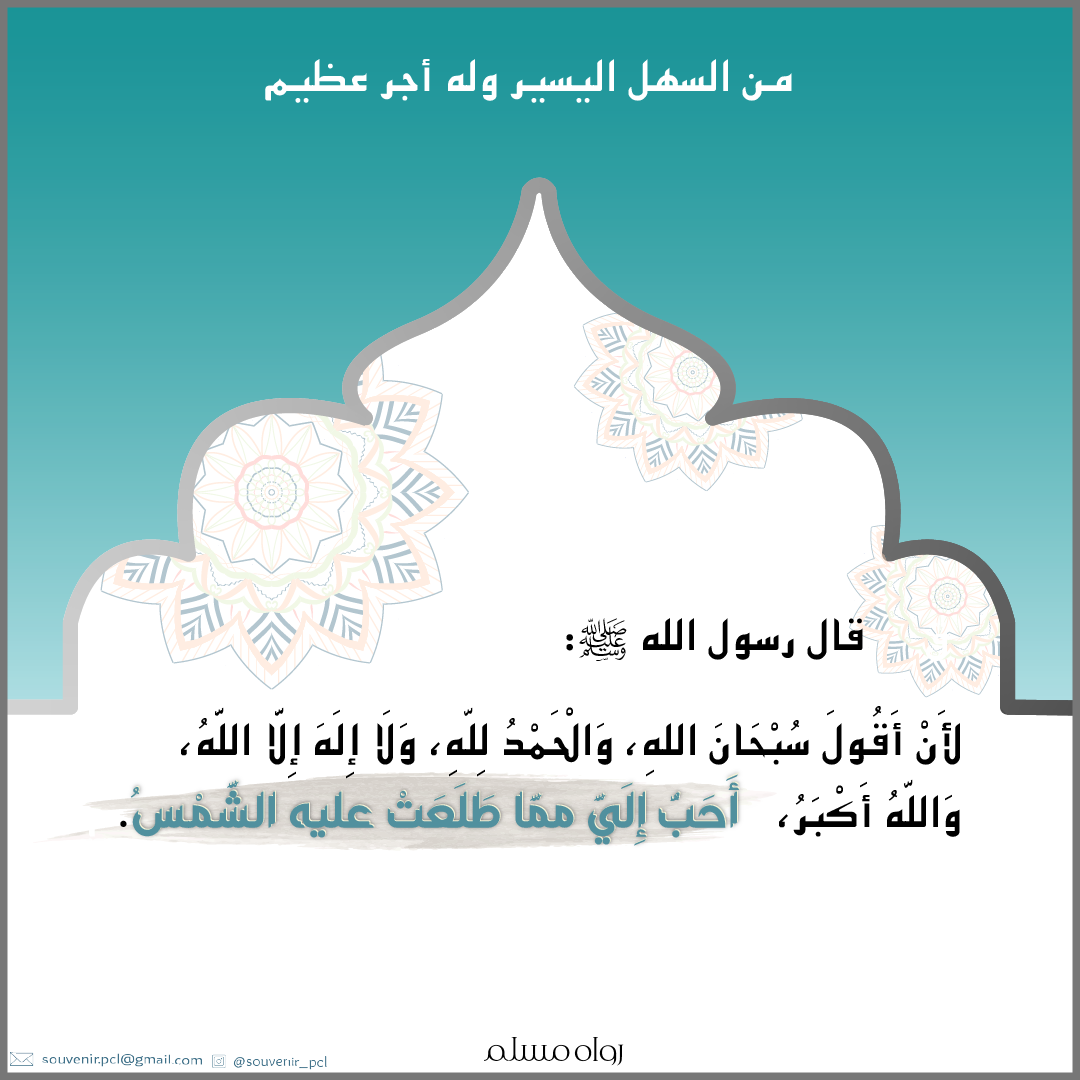 من السهل اليسير وله أجر عظيم
قال رسول الله ﷺ:
لأَنْ أَقُولَ سُبْحَانَ اللهِ، وَالْحَمْدُ لِلّهِ، وَلَا إِلَهَ إِلّا اللّهُ،
وَاللّهُ أَكْبَرُ، أَحَبُّ إِلَيَّ ممّا طَلَعَتْ عليه الشَّمْسُ.
رواه مسلم
souvenir.pcl@gmail.com @souvenir_pcl